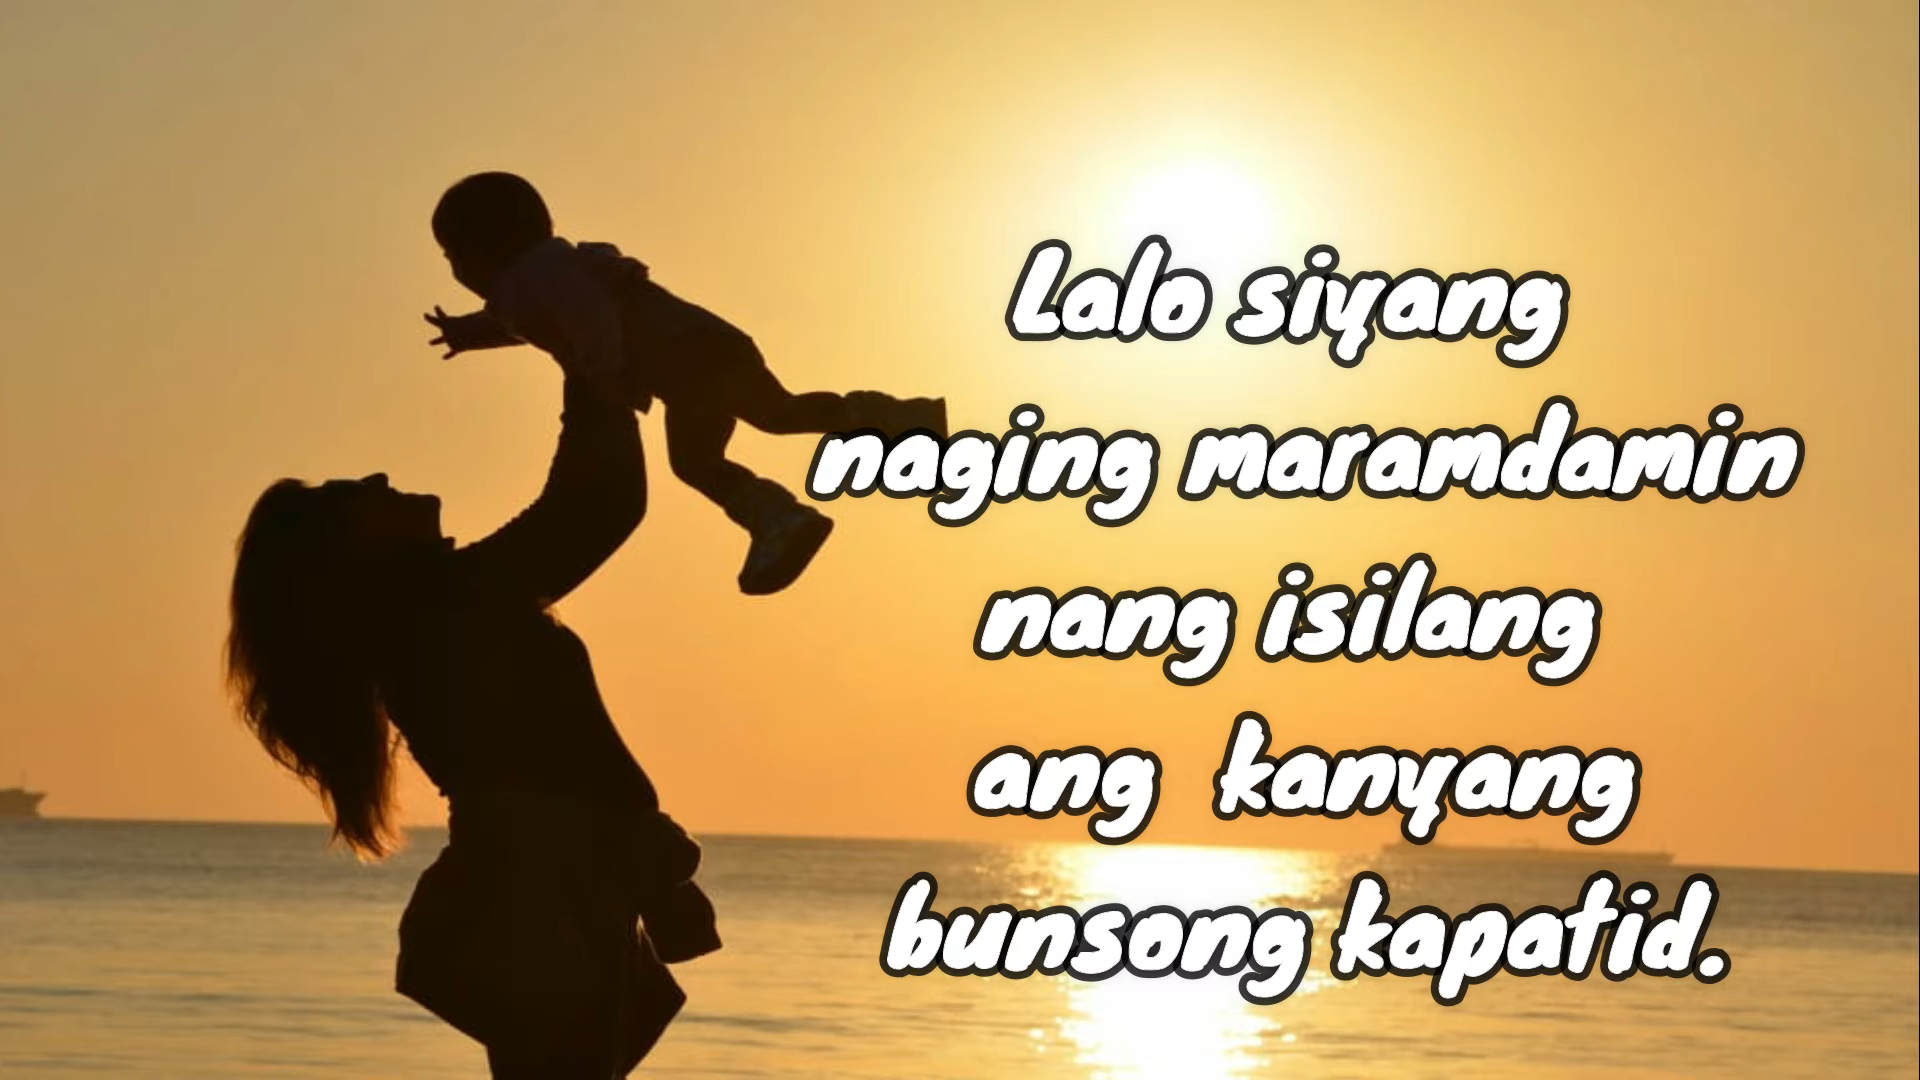 Lalo siyang
naging maramdamin
nang isilang
ang  kanyang
bunsong kapatid.